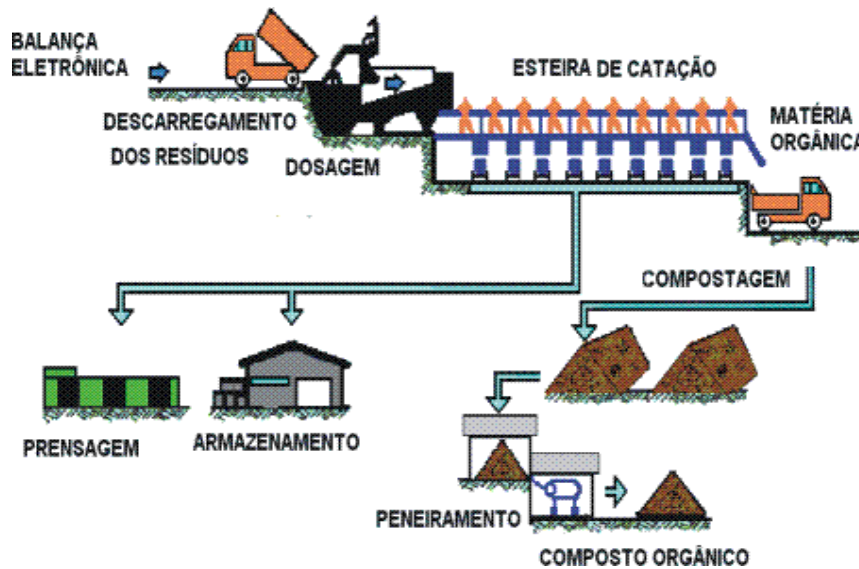 BALANÇA
ELETRÔNICA
DESCARREGAMENTO
DOS RESÍDUOS
DOSAGEM
ESTEIRA DE CATAÇÃO
MATÉRIA
ORGÂNICA
COMPOSTAGEM
PRENSAGEM
ARMAZENAMENTO
PENEIRAMENTO
COMPOSTO ORGÂNICO